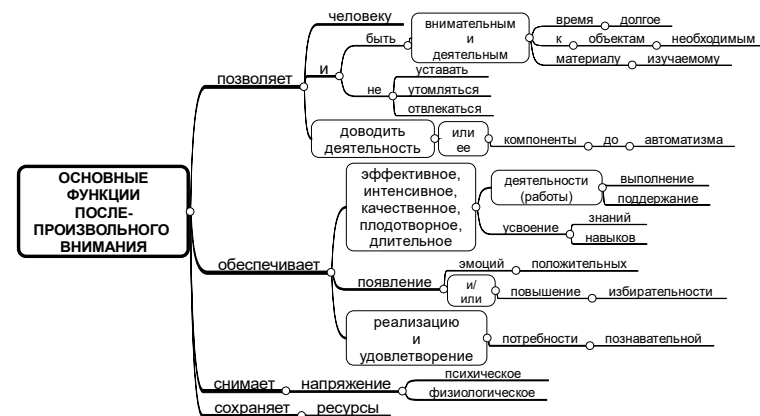 ОСНОВНЫЕ
ФУНКЦИИ
ПОСЛЕ-
ПРОИЗВОЛЬНОГО
ВНИМАНИЯ
позволяет
человеку
и
быть
внимательным
и
деятельным
время долгое
к объектам необходимым
материалу изучаемому
не
уставать
утомляться
отвлекаться
доводить
деятельность
или
ее
компоненты до автоматизма
обеспечивает
эффективное,
интенсивное,
качественное,
плодотворное,
длительное
деятельности
(работы)
выполнение
поддержание
усвоение
знаний
навыков
появление
эмоций положительных
и/
или
повышение избирательности
реализацию
и
удовлетворение
потребности познавательной
снимает напряжение
психическое
физиологическое
сохраняет ресурсы